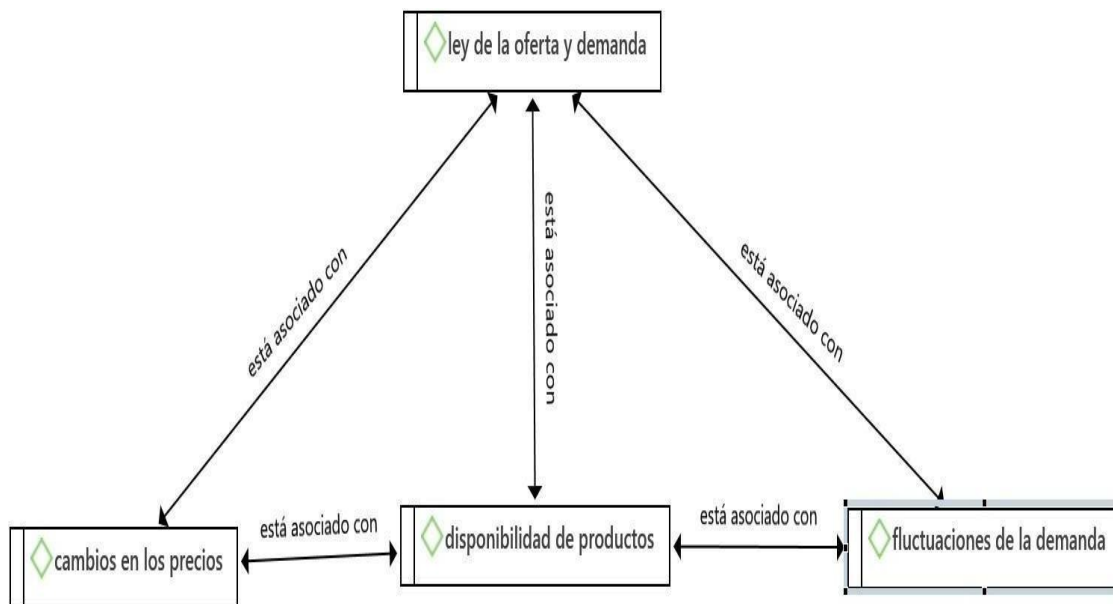 ley de la oferta y demanda
está asociado con
está asociado con
está asociado con
está asociado con
está asociado con
cambios en los precios
disponibilidad de productos
fluctuaciones de la demanda